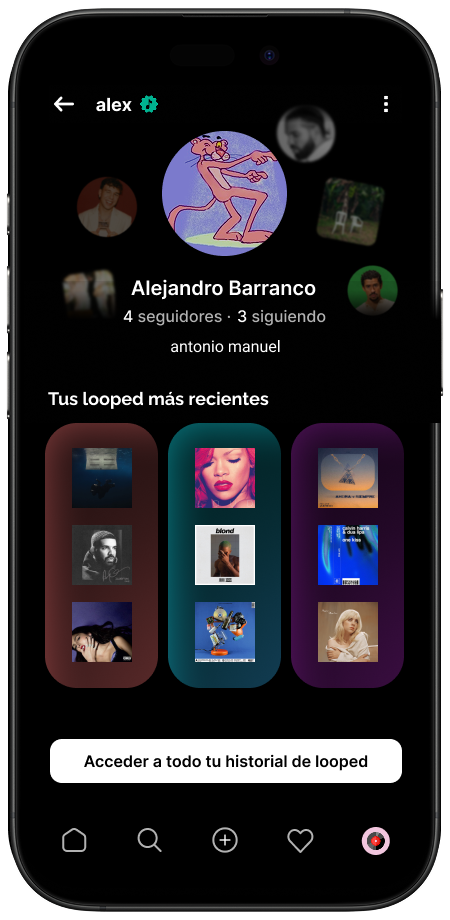 alex
Alejandro Barranco
4 seguidores · 3 siguiendo
antonio manuel
Tus looped más recientes
blond
calvin harris
& dua lipa
one kiss
Acceder a todo tu historial de looped